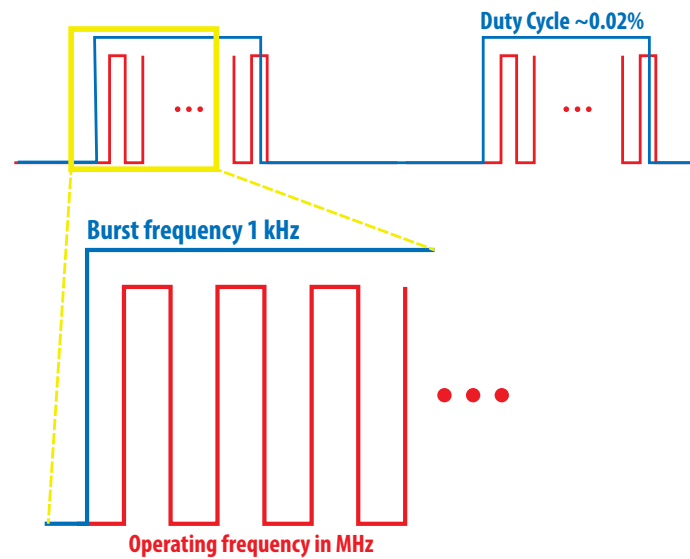 Duty Cycle ~0.02%
Burst frequency 1 kHz
Operating frequency in MHz